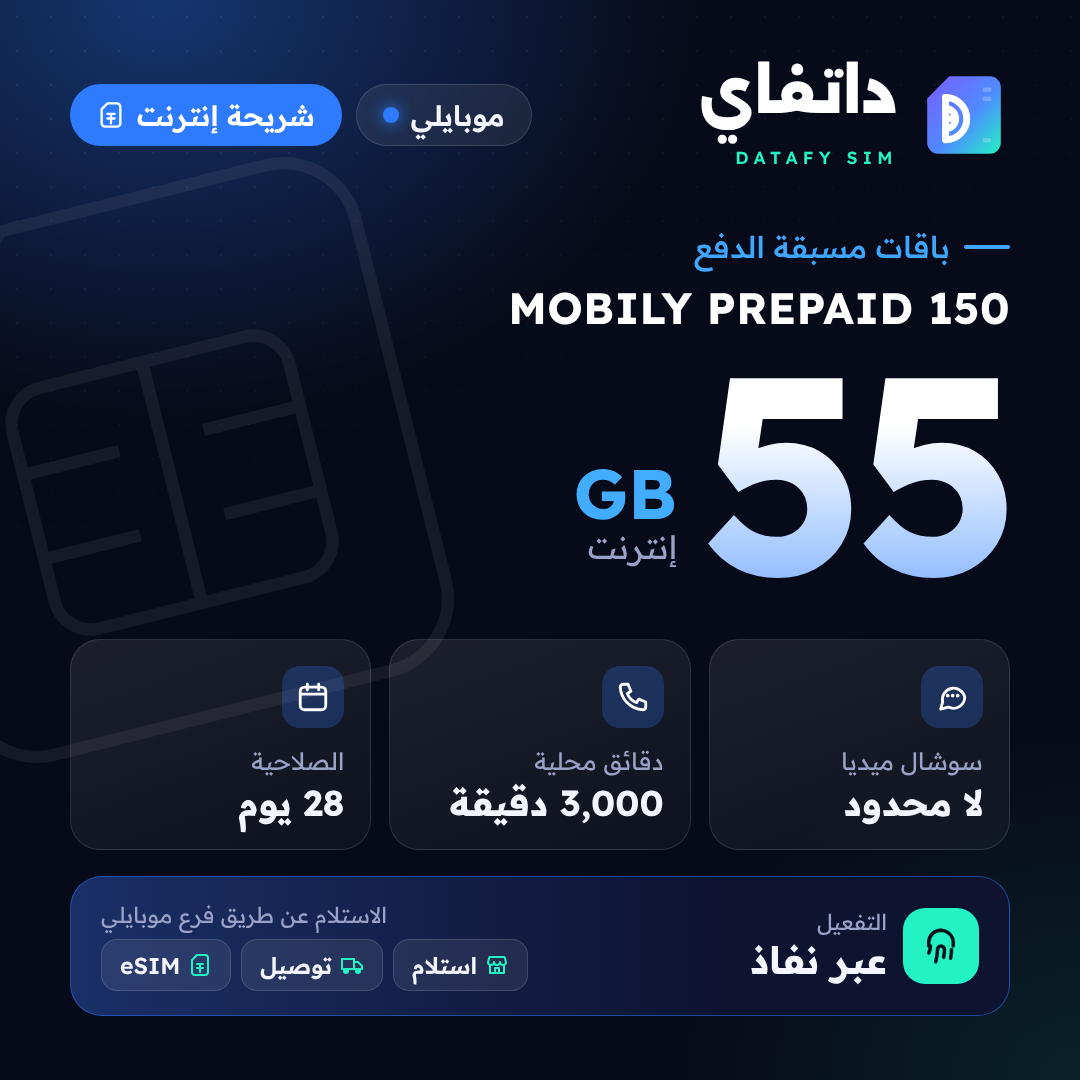 داتفاي
DATAFY SIM
موبايلي
شريحة إنترنت
باقات مسبقة الدفع
MOBILY PREPAID 150
55
GB
إنترنت
سوشال ميديا
لا محدود
دقائق محلية
3,000 دقيقة
الصلاحية
28 يوم
التفعيل
عبر نفاذ
الاستلام عن طريق فرع موبايلي
استلام
توصيل
eSIM